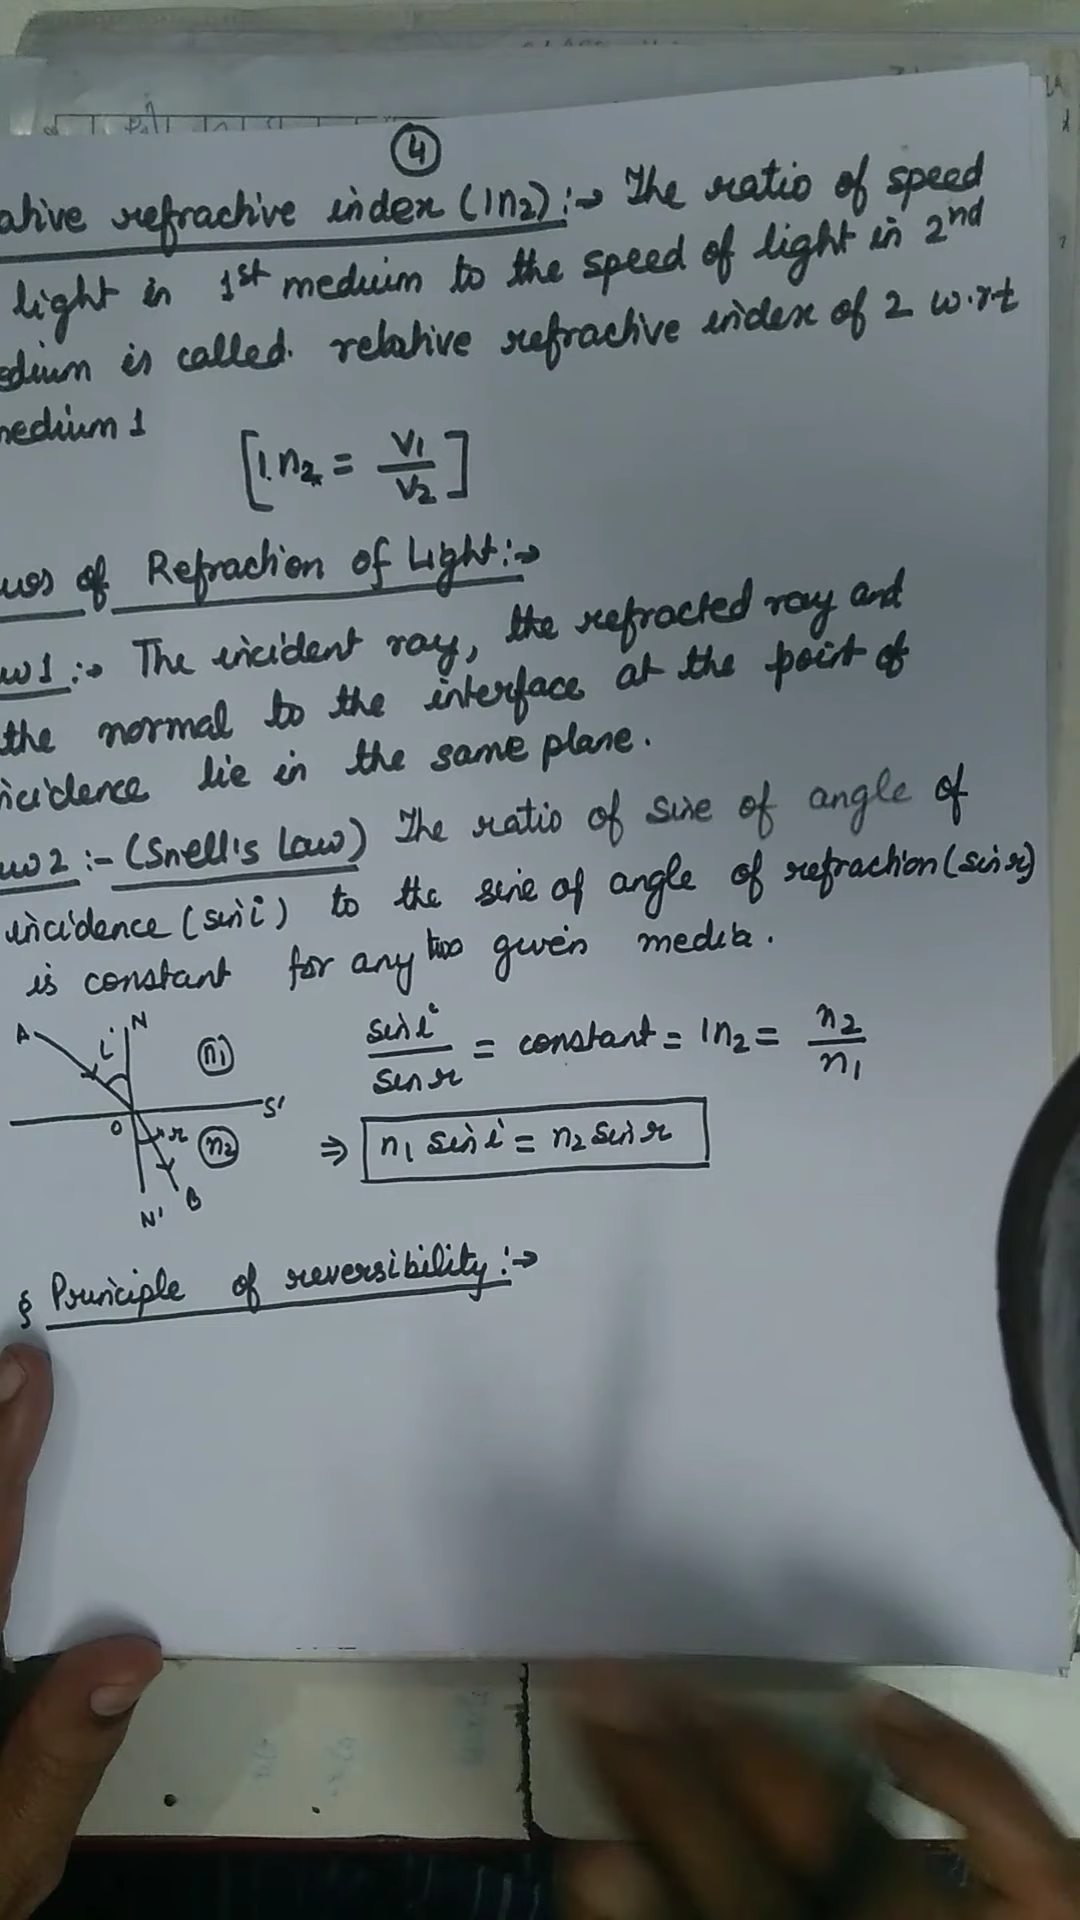 4
ative refractive index (1n2) :→ The ratio of speed
light in 1st medium to the speed of light in 2nd
edium is called. relative refractive index of 2 w.r.t
medium 1
[1.n2 = V1/V2]
ws of Refraction of Light :→
w1 :→ The incident ray, the refracted ray and
the normal to the interface at the point of
incidence lie in the same plane.
w2 :- (Snell's Law) The ratio of sine of angle of
incidence (sin i) to the sine of angle of refraction (sin r)
is constant for any two given media.
A i N n1
sin i / sin r = constant = 1n2 = n2/n1
S'
O r n2
⇒ n1 sin i = n2 sin r
N' B
§ Principle of reversibility :→